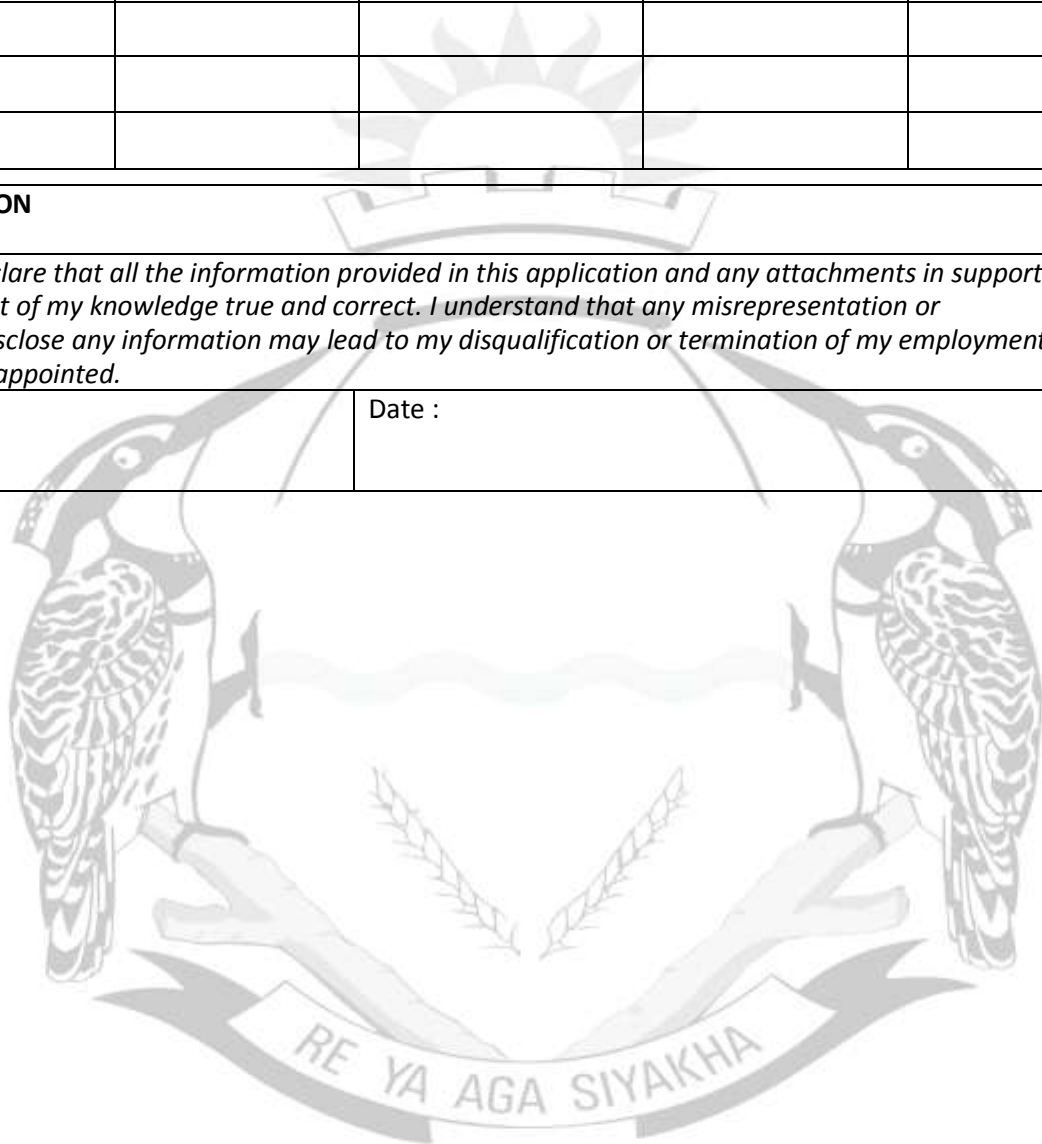 ON
clare that all the information provided in this application and any attachments in support
t of my knowledge true and correct. I understand that any misrepresentation or
sclose any information may lead to my disqualification or termination of my employment
appointed.
Date :
RE YA AGA SIYAKHA